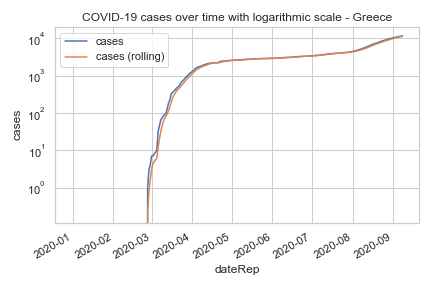 COVID-19 cases over time with logarithmic scale - Greece
cases
cases (rolling)
10⁴
10³
10²
10¹
10⁰
cases
2020-01
2020-02
2020-03
2020-04
2020-05
2020-06
2020-07
2020-08
2020-09
dateRep